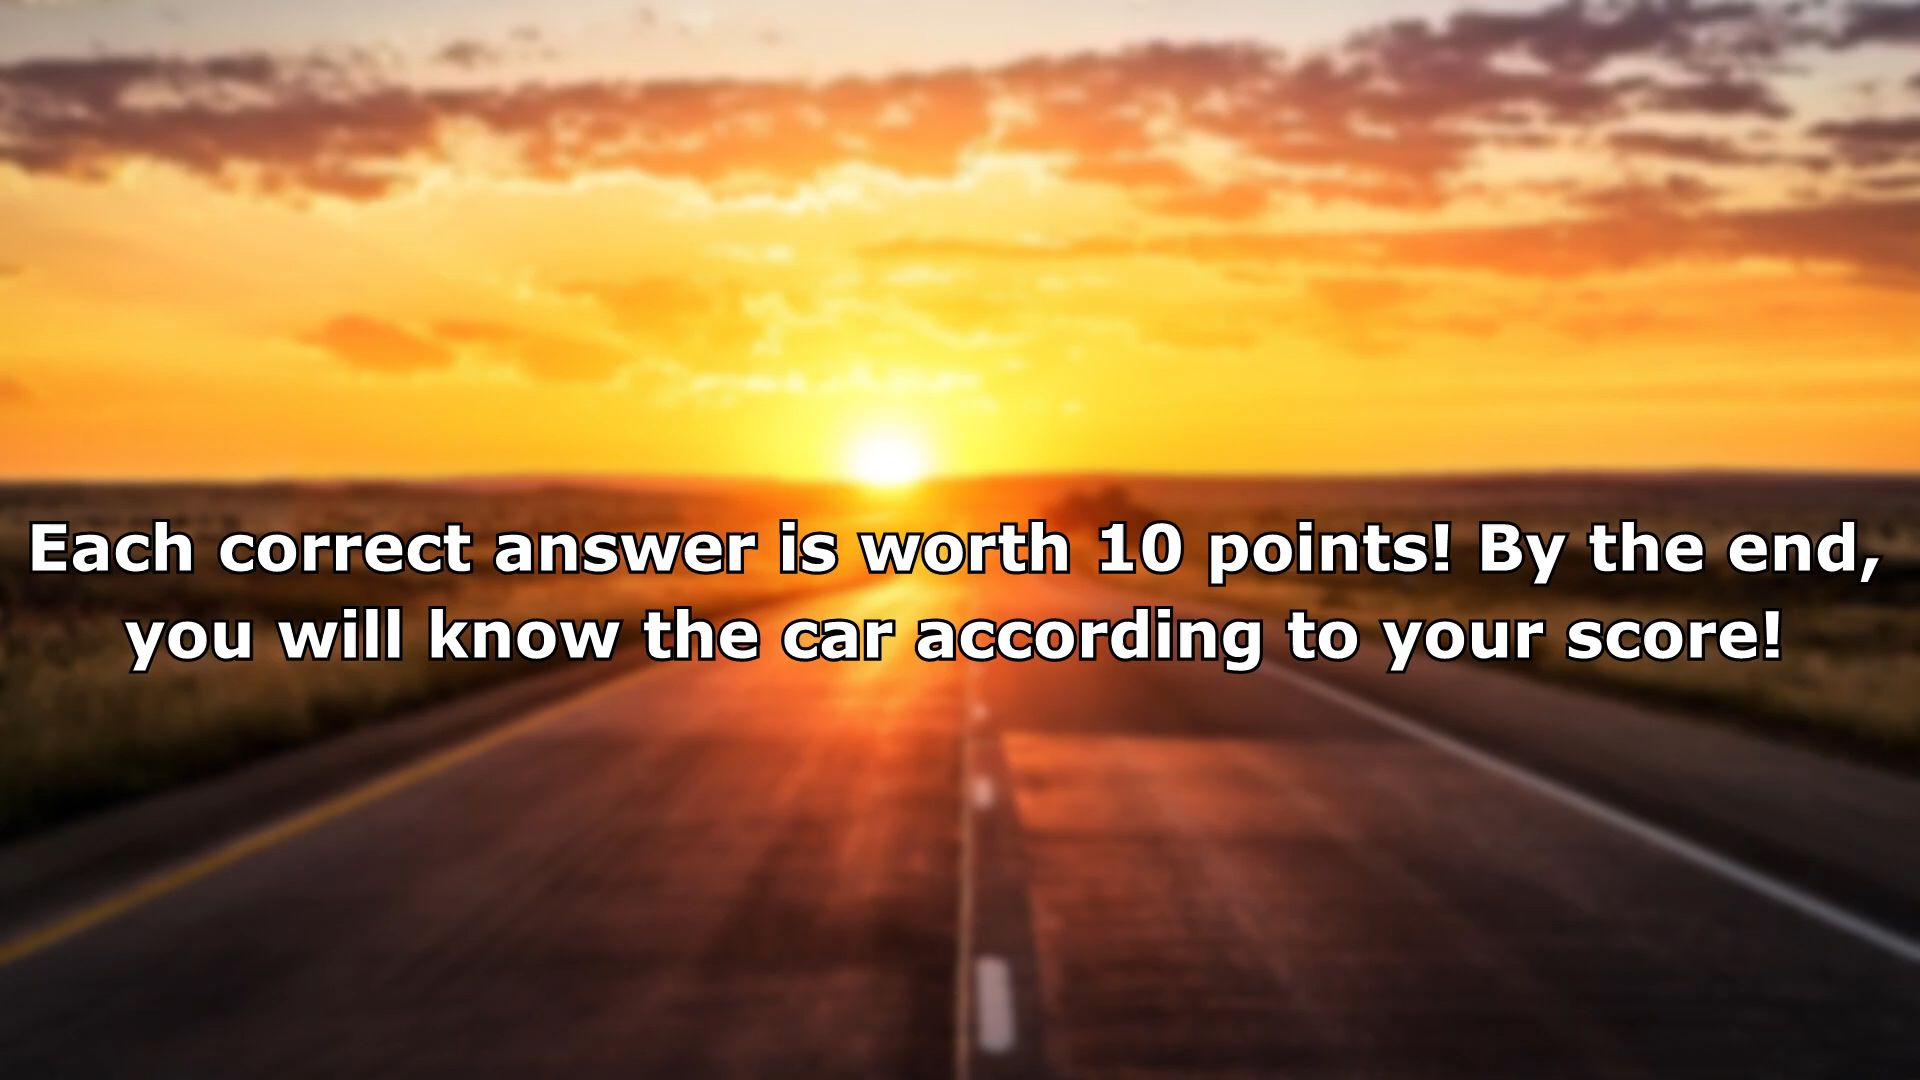 Each correct answer is worth 10 points! By the end,
you will know the car according to your score!